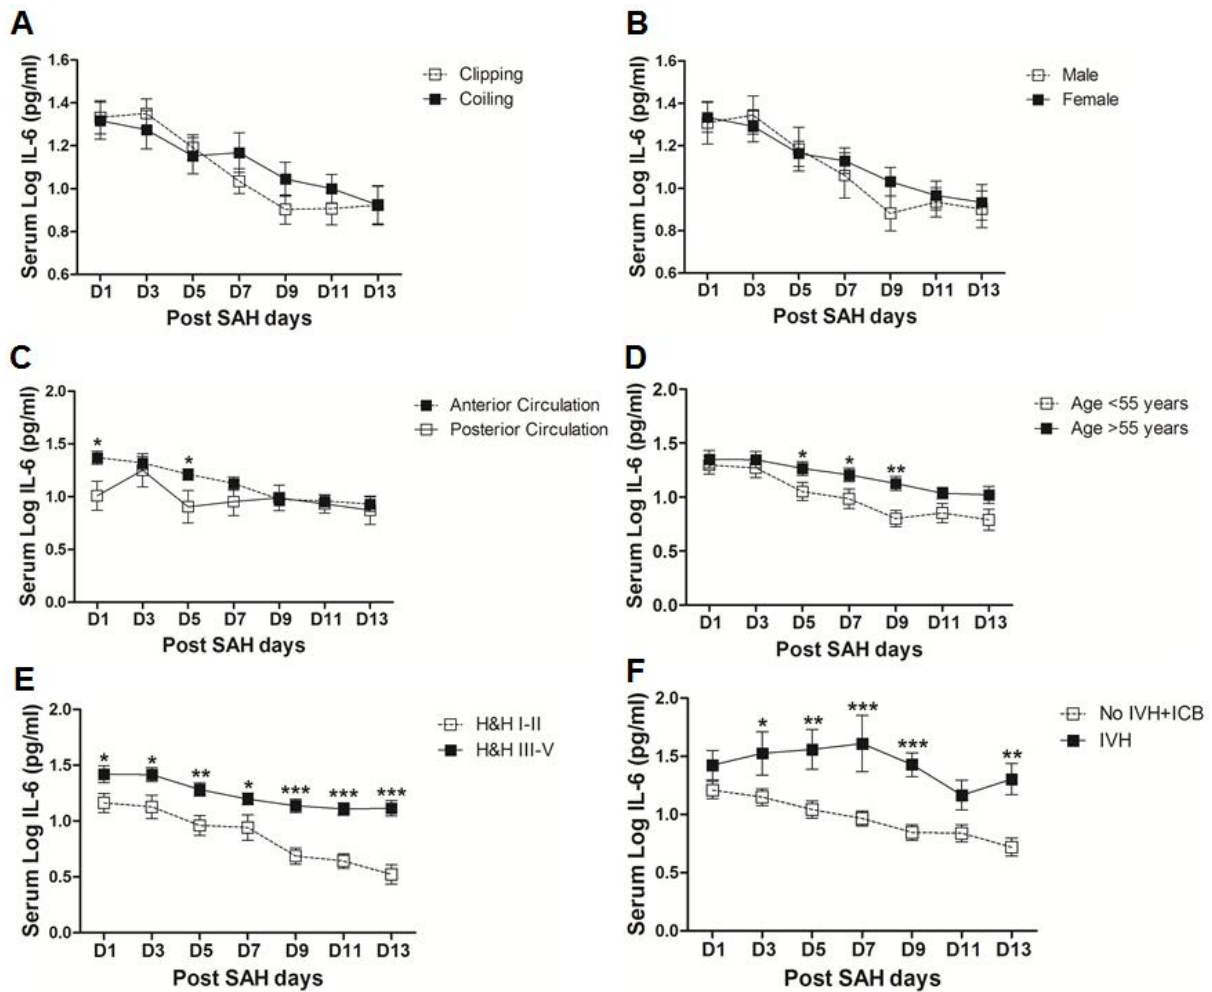 A
Serum Log IL-6 (pg/ml)
1.6
1.4
1.2
1.0
0.8
0.6
D1 D3 D5 D7 D9 D11 D13
Post SAH days
Clipping
Coiling
B
Serum Log IL-6 (pg/ml)
1.6
1.4
1.2
1.0
0.8
0.6
D1 D3 D5 D7 D9 D11 D13
Post SAH days
Male
Female
C
Serum Log IL-6 (pg/ml)
2.0
1.5
1.0
0.5
0.0
* *
D1 D3 D5 D7 D9 D11 D13
Post SAH days
Anterior Circulation
Posterior Circulation
D
Serum Log IL-6 (pg/ml)
2.0
1.5
1.0
0.5
0.0
* * **
D1 D3 D5 D7 D9 D11 D13
Post SAH days
Age <55 years
Age >55 years
E
Serum Log IL-6 (pg/ml)
2.0
1.5
1.0
0.5
0.0
* * ** * *** *** ***
D1 D3 D5 D7 D9 D11 D13
Post SAH days
H&H I-II
H&H III-V
F
Serum Log IL-6 (pg/ml)
2.0
1.5
1.0
0.5
0.0
* ** *** *** **
D1 D3 D5 D7 D9 D11 D13
Post SAH days
No IVH+ICB
IVH